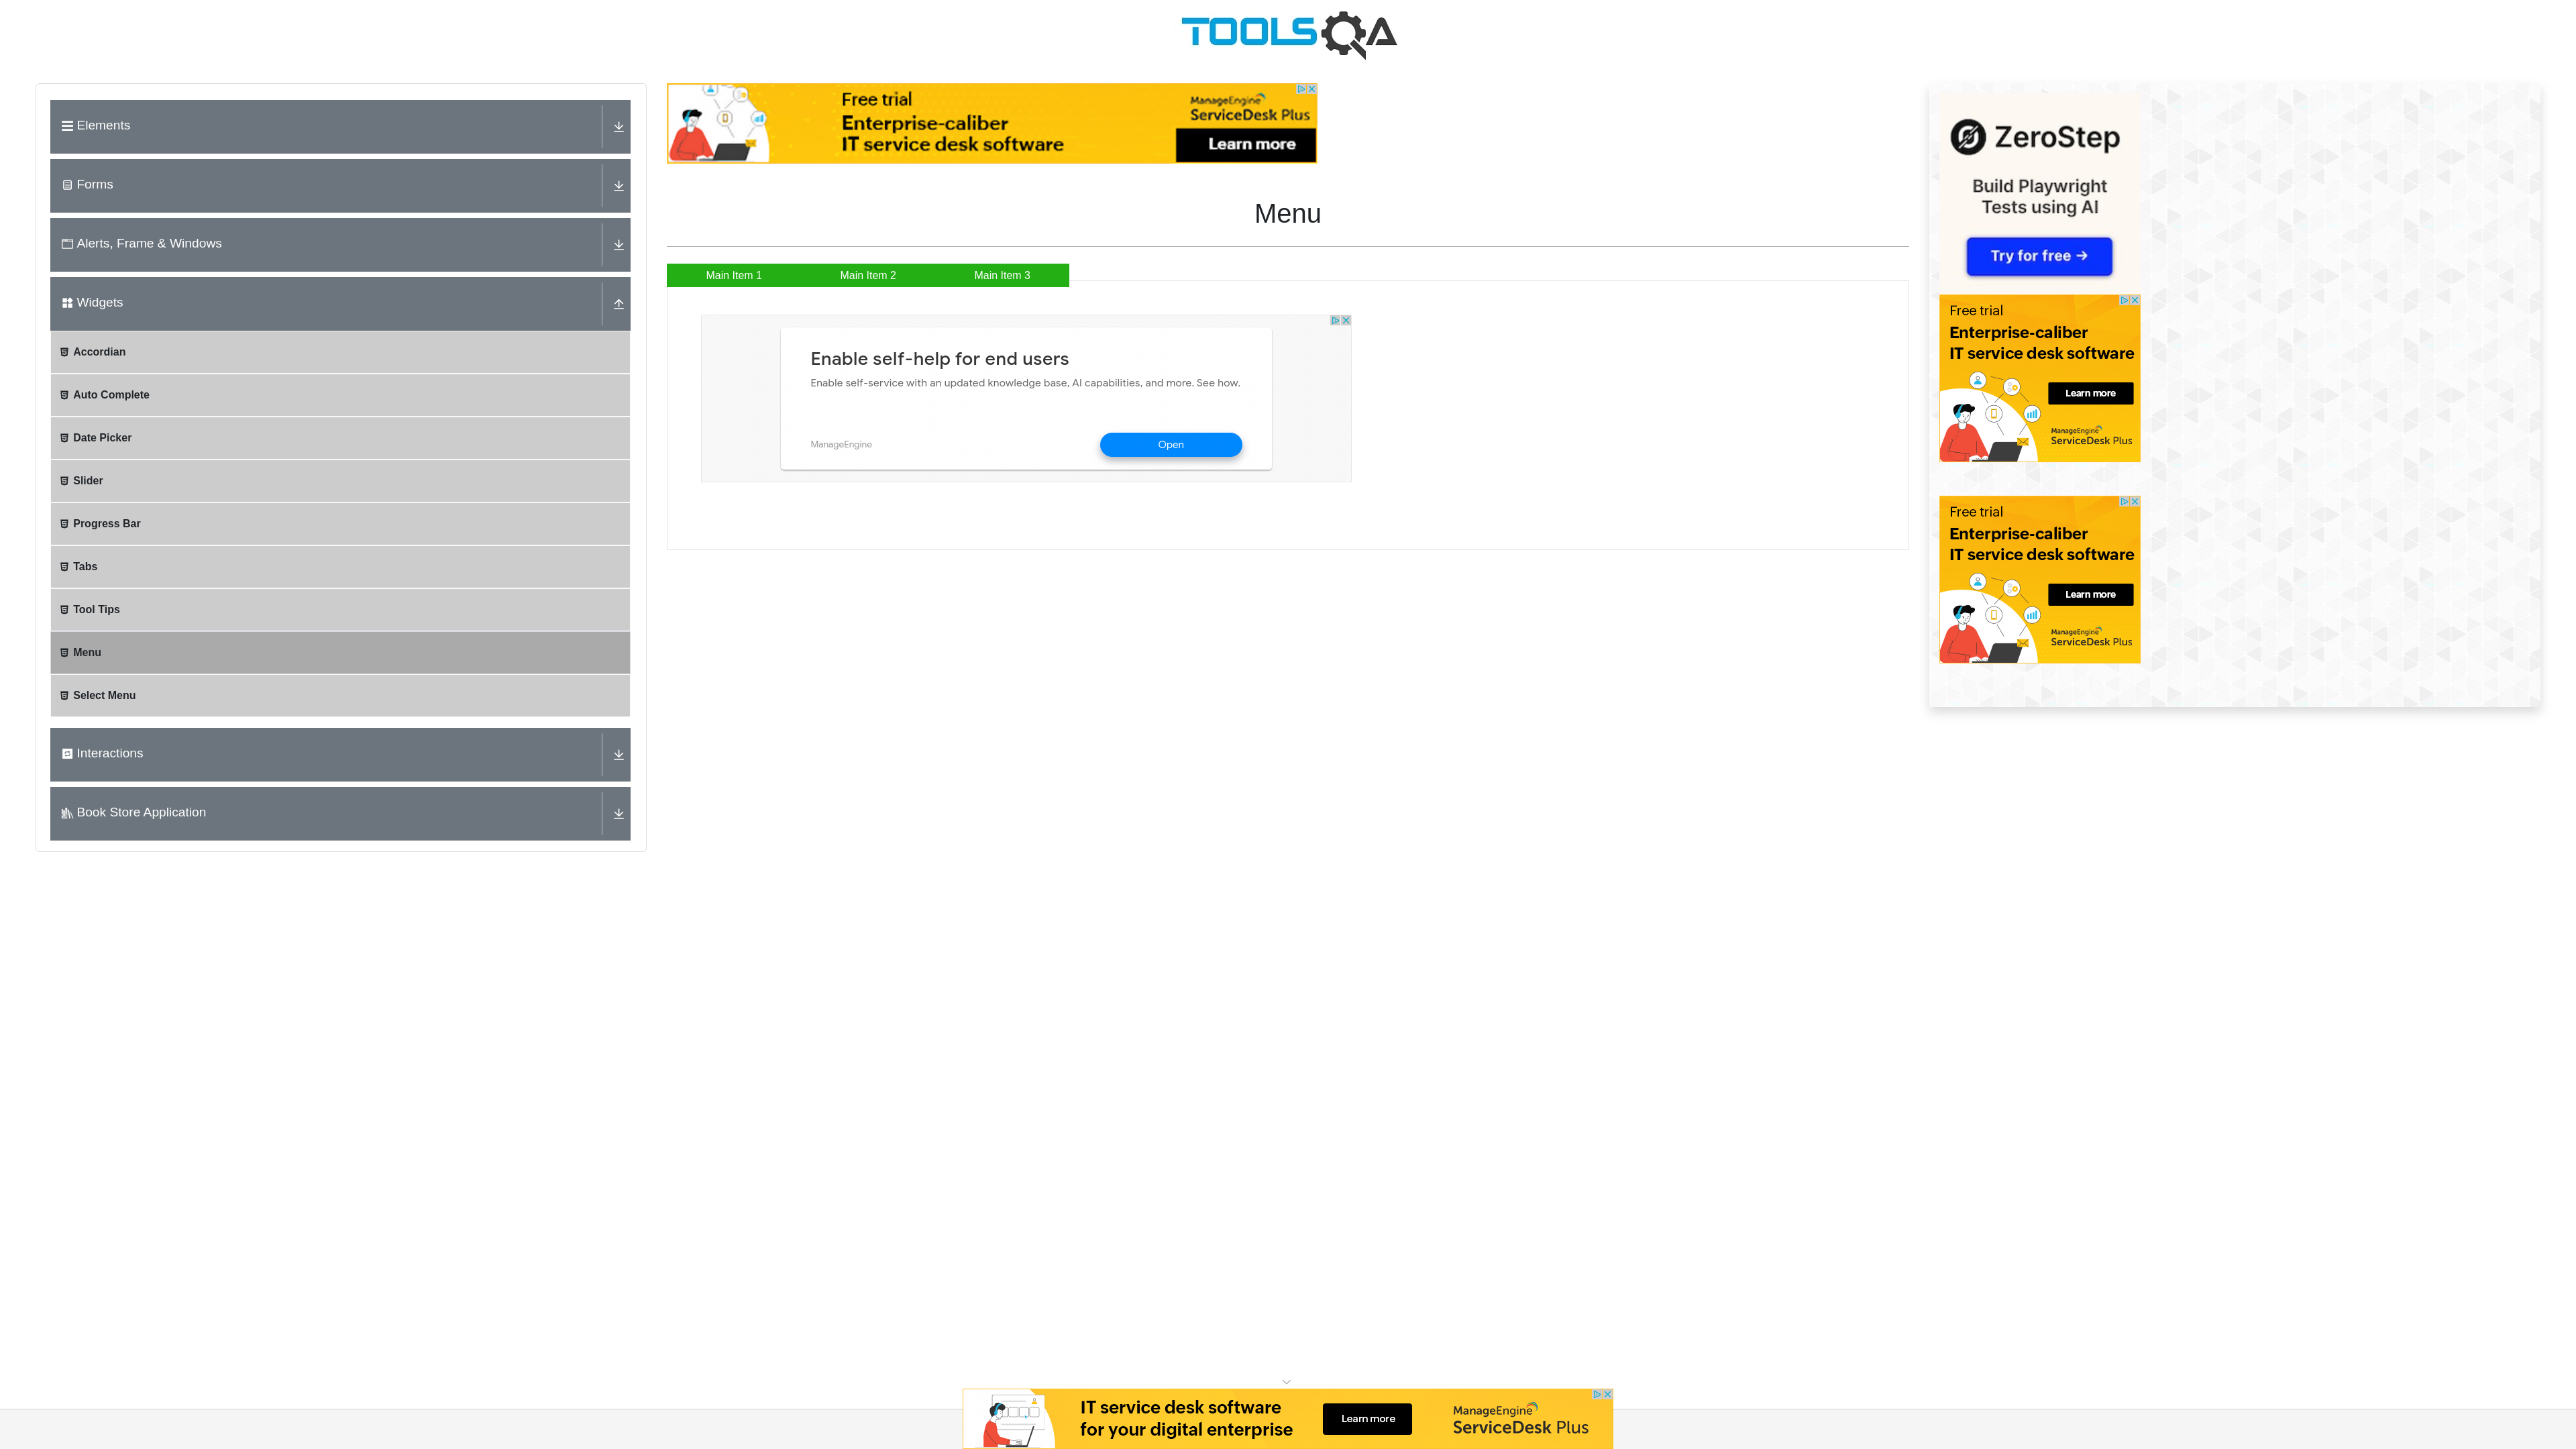 TOOLSQA
Elements
Forms
Alerts, Frame & Windows
Widgets
Accordian
Auto Complete
Date Picker
Slider
Progress Bar
Tabs
Tool Tips
Menu
Select Menu
Interactions
Book Store Application
Free trial
Enterprise-caliber
IT service desk software
ManageEngine
ServiceDesk Plus
Learn more
Menu
Main Item 1
Main Item 2
Main Item 3
Enable self-help for end users
Enable self-service with an updated knowledge base, AI capabilities, and more. See how.
ManageEngine
Open
ZeroStep
Build Playwright
Tests using AI
Try for free →
Free trial
Enterprise-caliber
IT service desk software
Learn more
ManageEngine
ServiceDesk Plus
Free trial
Enterprise-caliber
IT service desk software
Learn more
ManageEngine
ServiceDesk Plus
IT service desk software
for your digital enterprise
Learn more
ManageEngine
ServiceDesk Plus